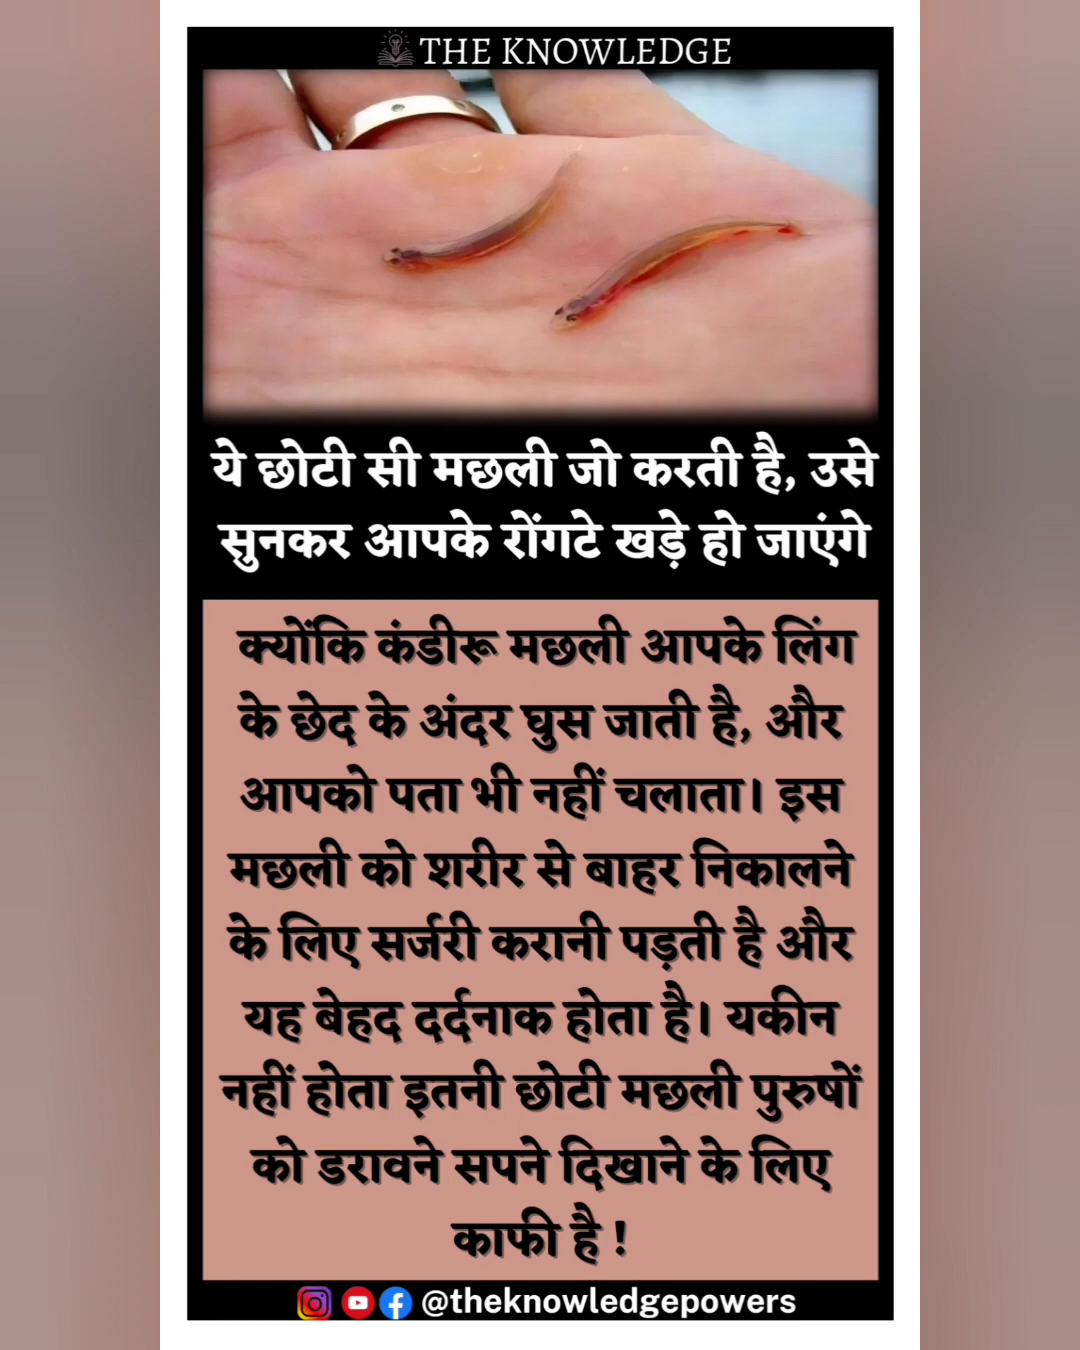 THE KNOWLEDGE
ये छोटी सी मछली जो करती है, उसे
सुनकर आपके रोंगटे खड़े हो जाएंगे
क्योंकि कंडीरू मछली आपके लिंग
के छेद के अंदर घुस जाती है, और
आपको पता भी नहीं चलाता। इस
मछली को शरीर से बाहर निकालने
के लिए सर्जरी करानी पड़ती है और
यह बेहद दर्दनाक होता है। यकीन
नहीं होता इतनी छोटी मछली पुरुषों
को डरावने सपने दिखाने के लिए
काफी है !
@theknowledgepowers